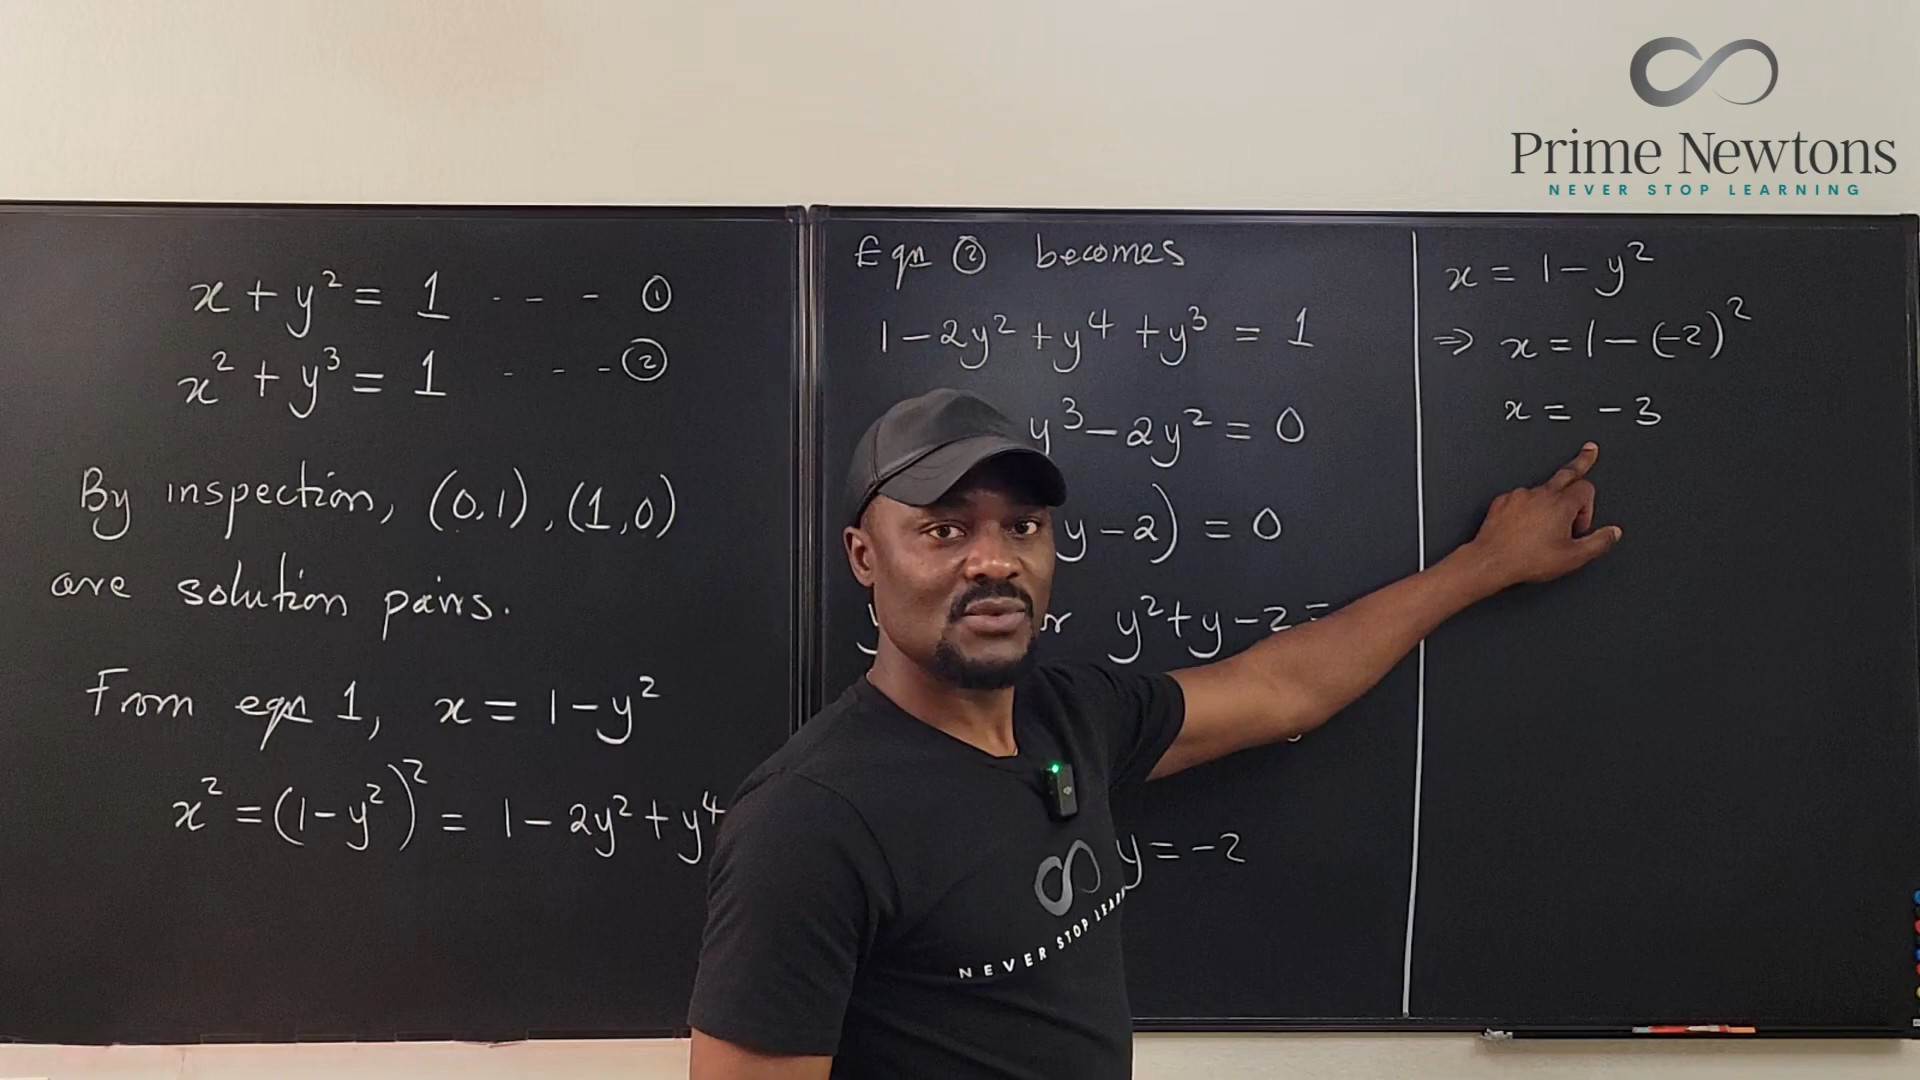 Prime Newtons
NEVER STOP LEARNING
x + y² = 1 - - - ①
x² + y³ = 1 - - - ②
By inspection, (0,1), (1,0)
are solution pairs.
From eqn 1, x = 1 - y²
x² = (1 - y²)² = 1 - 2y² + y⁴
Eqn ② becomes
1 - 2y² + y⁴ + y³ = 1
y³ - 2y² = 0
y - 2) = 0
y² + y - 2 =
y = -2
x = 1 - y²
⇒ x = 1 - (-2)²
x = -3
NEVER STOP LEAR